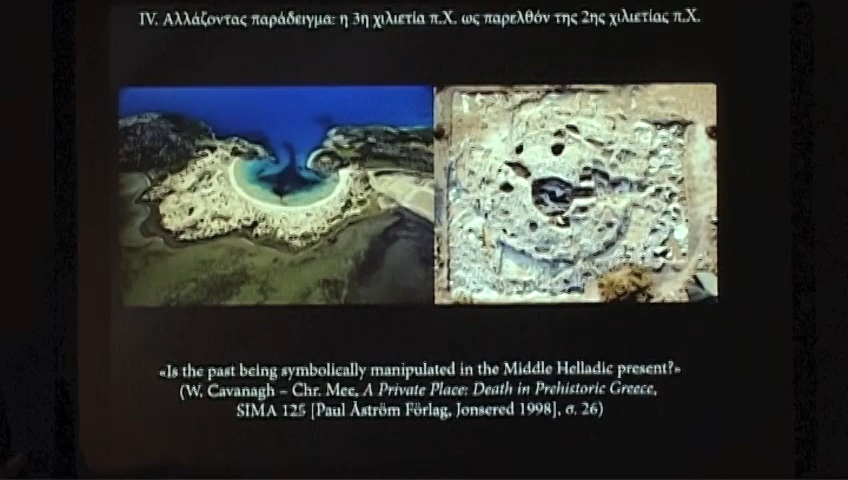 IV. Αλλάζοντας παράδειγμα: η 3η χιλιετία π.Χ. ως παρελθόν της 2ης χιλιετίας π.Χ.
«Is the past being symbolically manipulated in the Middle Helladic present?»
(W. Cavanagh – Chr. Mee, A Private Place: Death in Prehistoric Greece,
SIMA 125 [Paul Åström Förlag, Jonsered 1998], σ. 26)